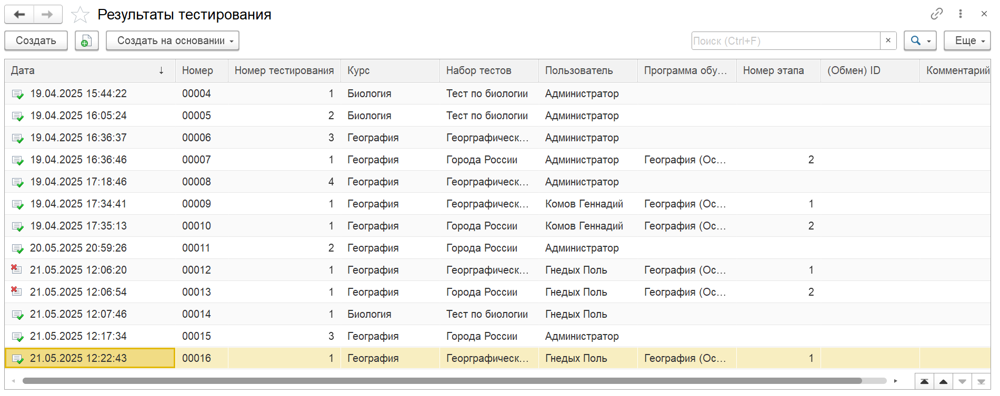 Результаты тестирования
Создать Создать на основании Поиск (Ctrl+F) × Еще
Дата ↓ Номер Номер тестирования Курс Набор тестов Пользователь Программа обу... Номер этапа (Обмен) ID Комментарий
19.04.2025 15:44:22 00004 1 Биология Тест по биологии Администратор
19.04.2025 16:05:24 00005 2 Биология Тест по биологии Администратор
19.04.2025 16:36:37 00006 3 География Георграфическ... Администратор
19.04.2025 16:36:46 00007 1 География Города России Администратор География (Ос... 2
19.04.2025 17:18:46 00008 4 География Георграфическ... Администратор
19.04.2025 17:34:41 00009 1 География Георграфическ... Комов Геннадий География (Ос... 1
19.04.2025 17:35:13 00010 1 География Города России Комов Геннадий География (Ос... 2
20.05.2025 20:59:26 00011 2 География Города России Администратор
21.05.2025 12:06:20 00012 1 География Георграфическ... Гнедых Поль География (Ос... 1
21.05.2025 12:06:54 00013 1 География Города России Гнедых Поль География (Ос... 2
21.05.2025 12:07:46 00014 1 Биология Тест по биологии Гнедых Поль
21.05.2025 12:17:34 00015 3 География Города России Администратор
21.05.2025 12:22:43 00016 1 География Георграфическ... Гнедых Поль География (Ос... 1